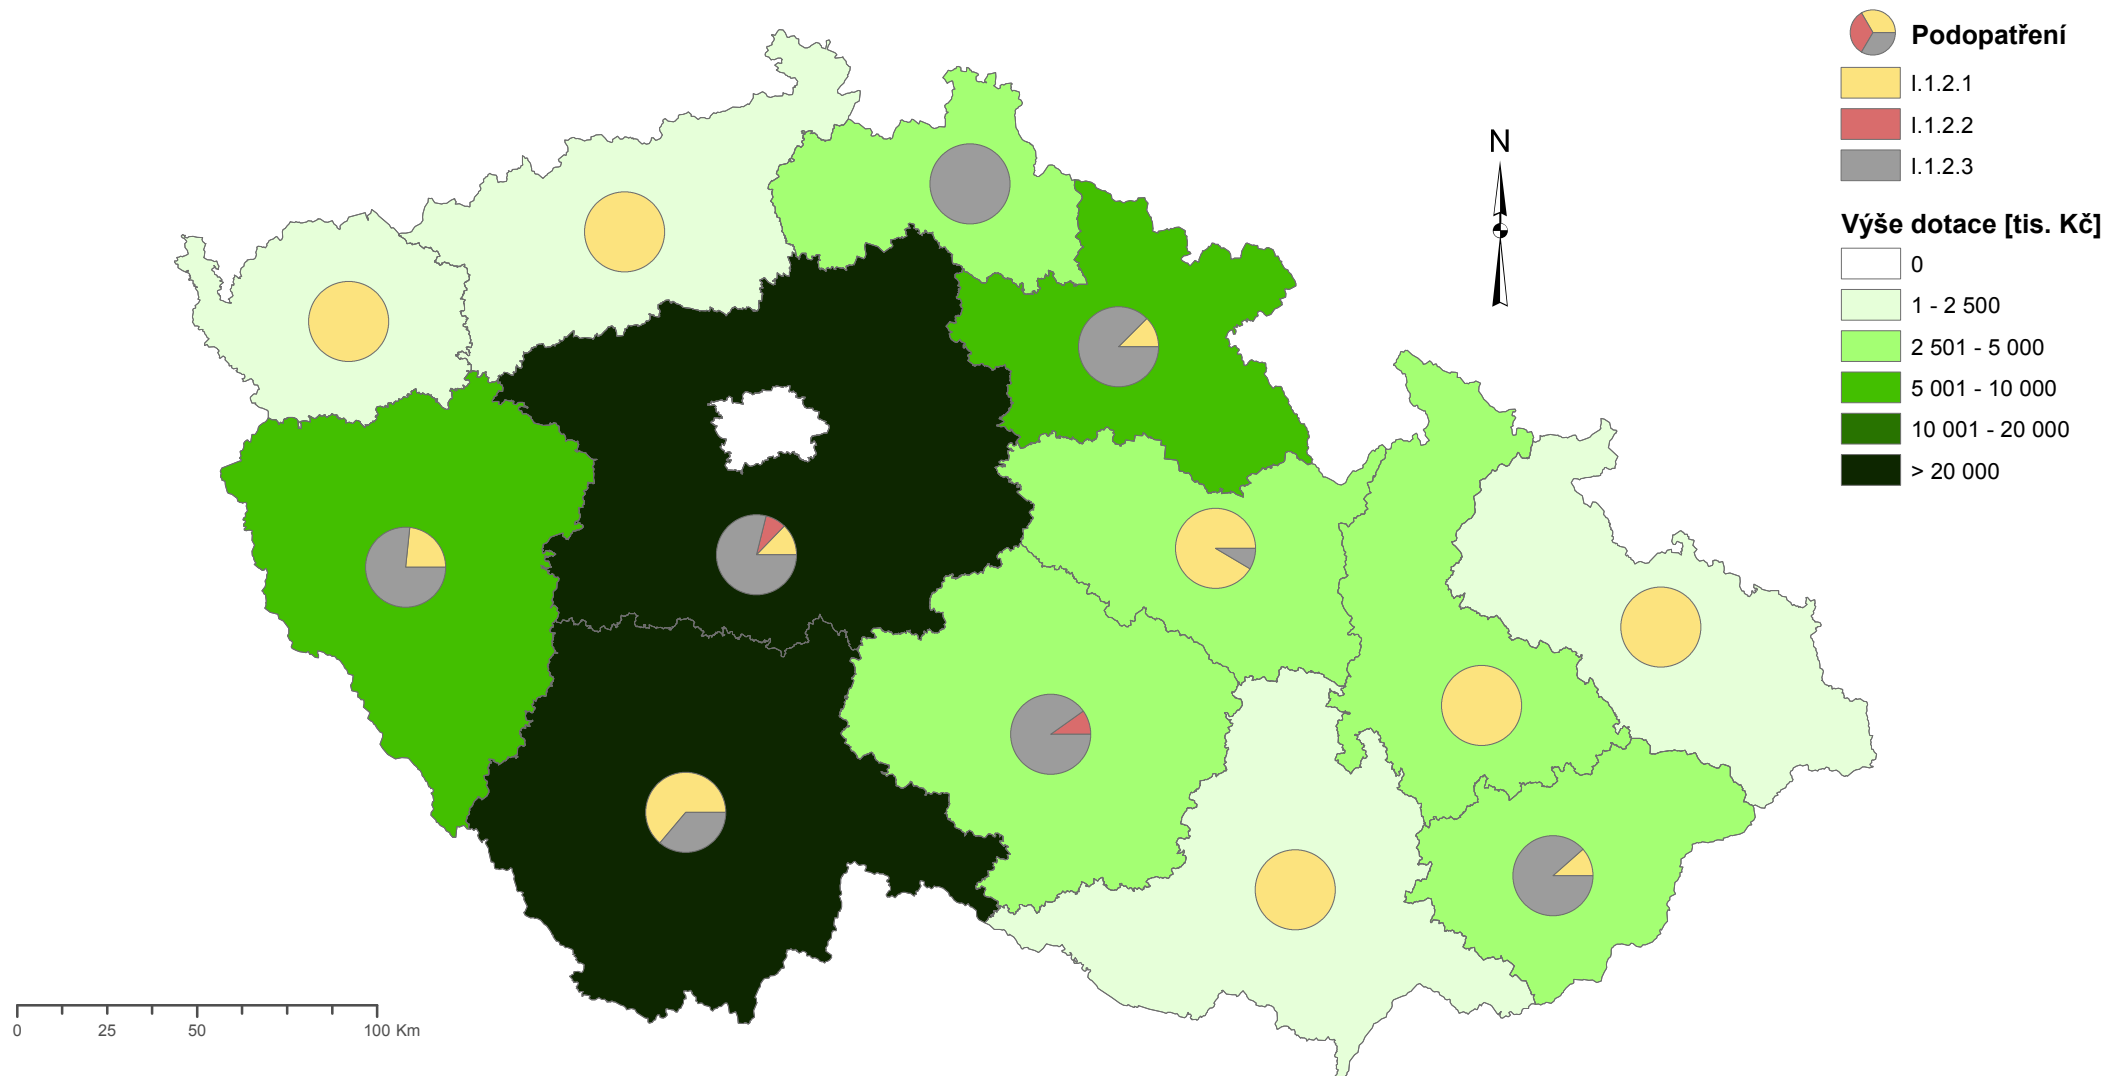 Podopatření
I.1.2.1
I.1.2.2
I.1.2.3
N
Výše dotace [tis. Kč]
0
1 - 2 500
2 501 - 5 000
5 001 - 10 000
10 001 - 20 000
> 20 000
0 25 50 100 Km